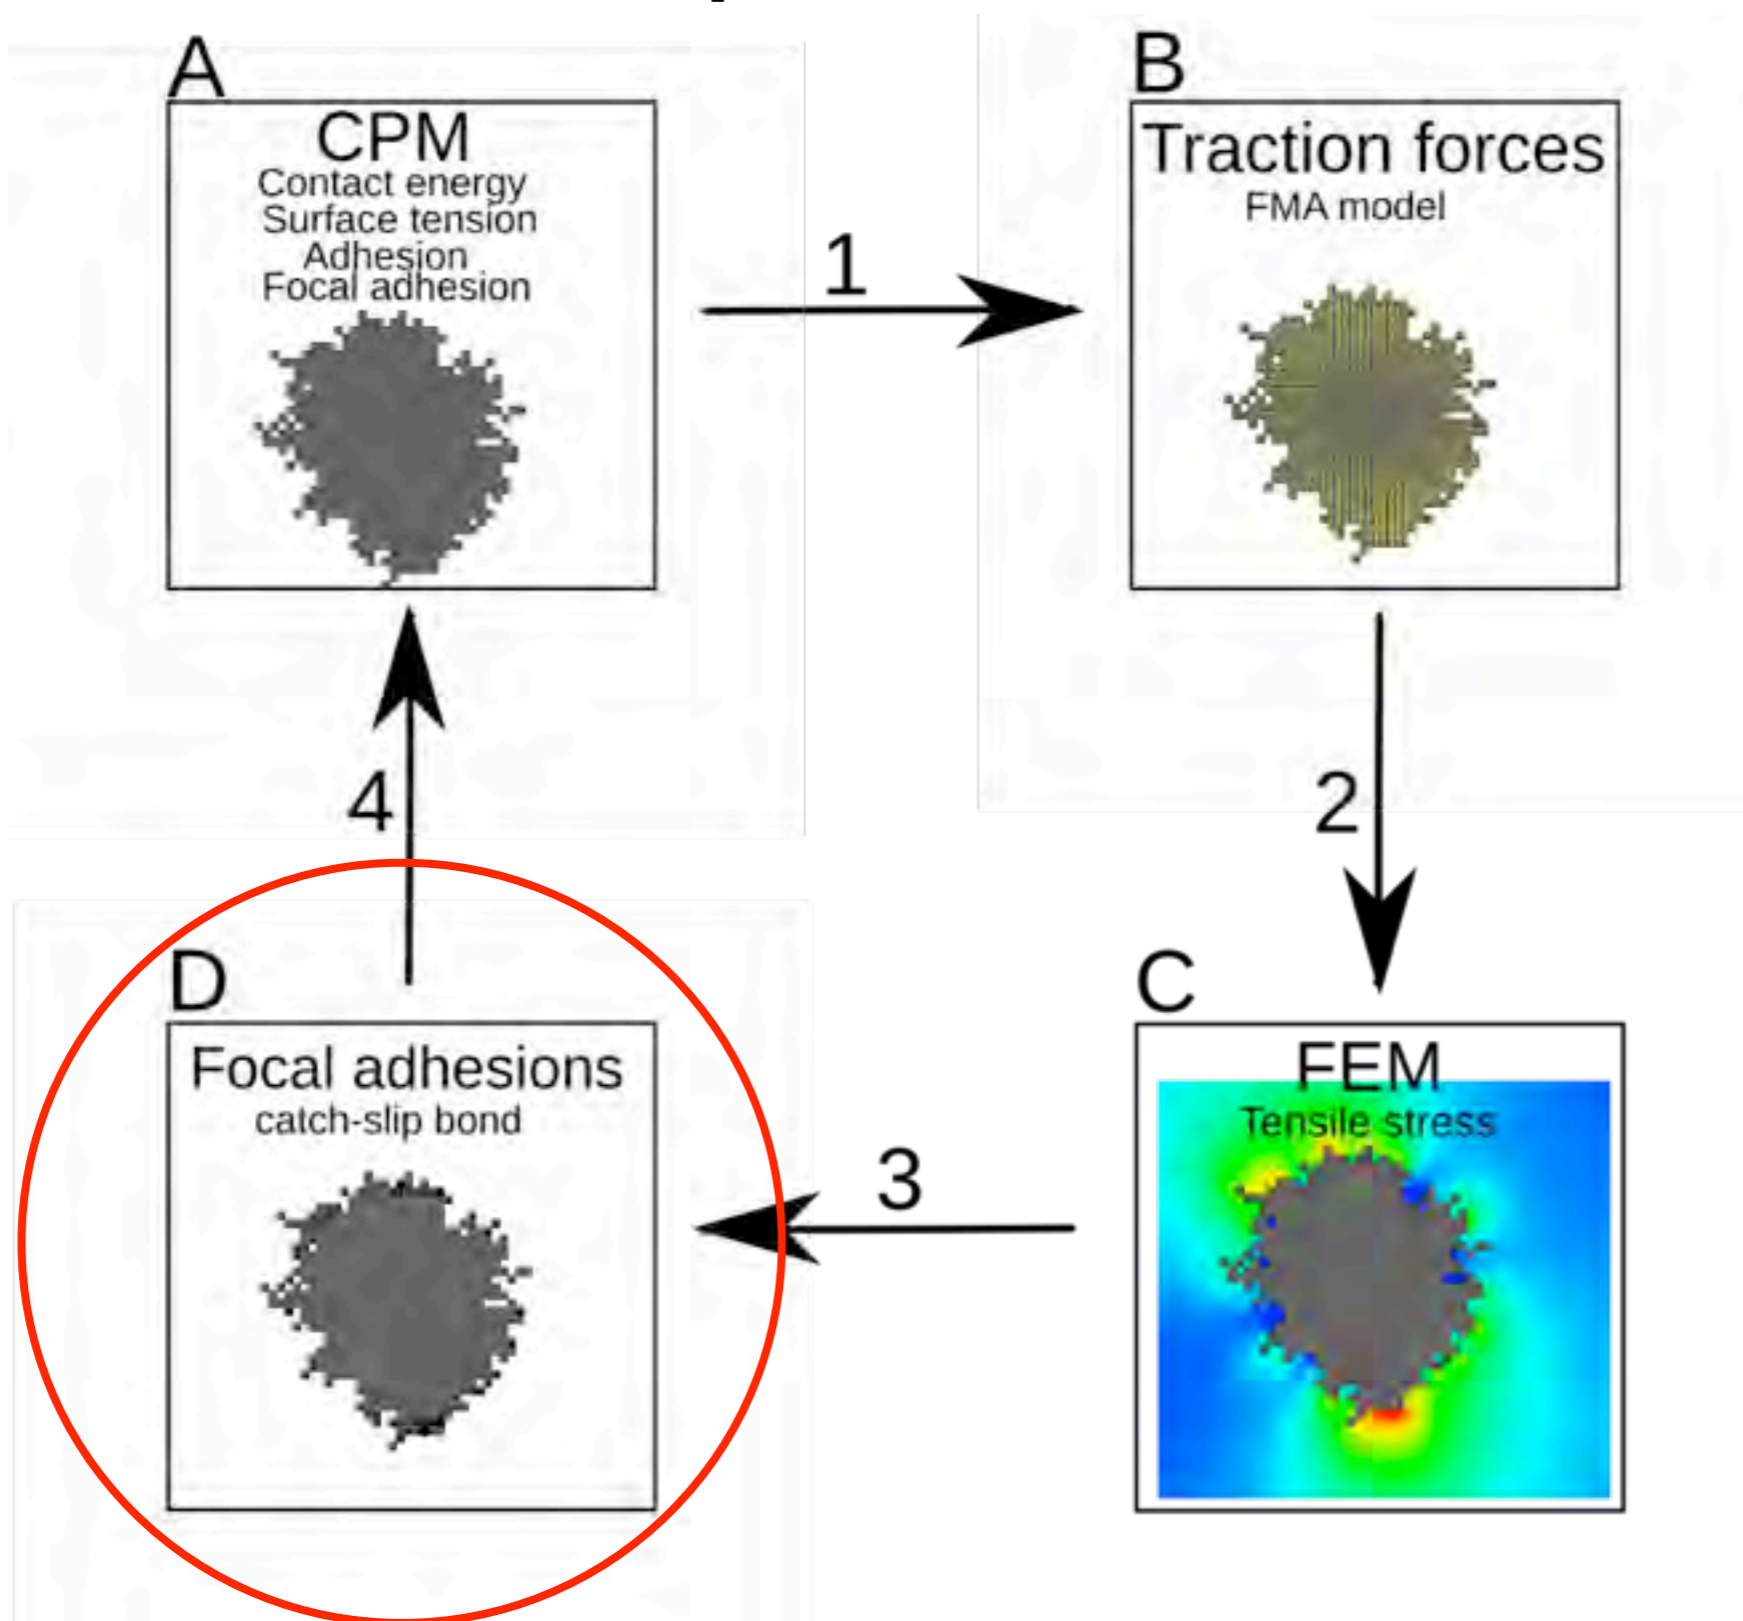 A
CPM
Contact energy
Surface tension
Adhesion
Focal adhesion
1
B
Traction forces
FMA model
4
2
D
Focal adhesions
catch-slip bond
3
C
FEM
Tensile stress